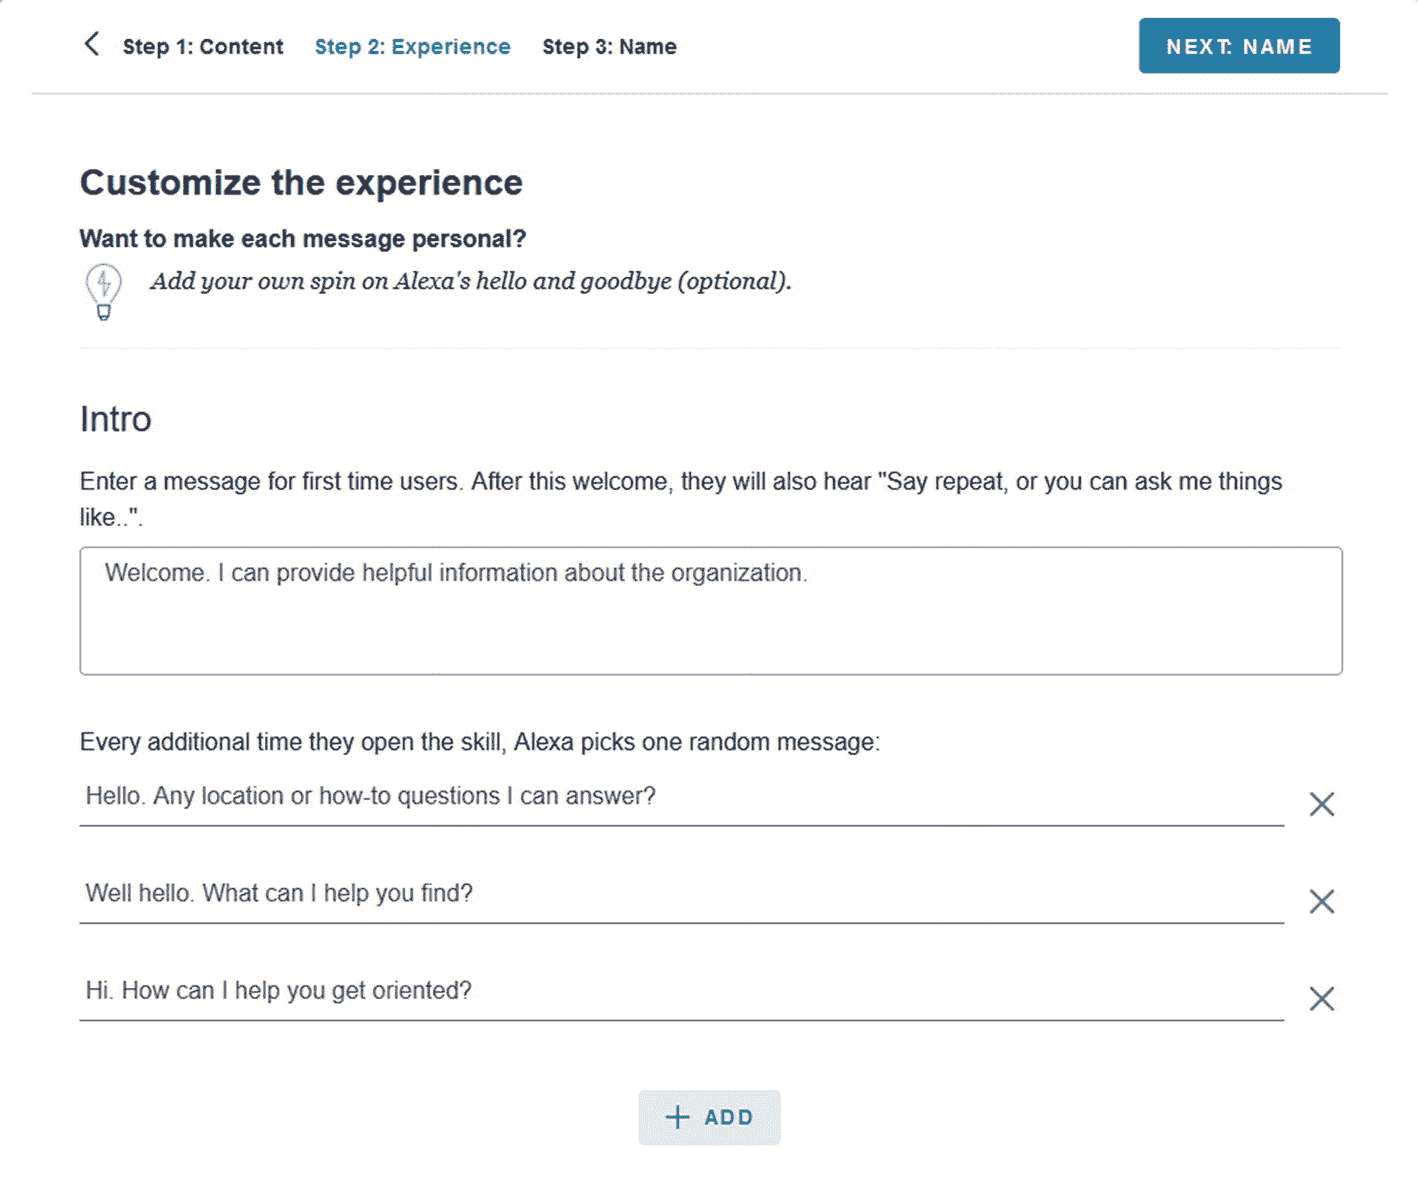 Step 1: Content Step 2: Experience Step 3: Name NEXT: NAME
Customize the experience
Want to make each message personal?
Add your own spin on Alexa's hello and goodbye (optional).
Intro
Enter a message for first time users. After this welcome, they will also hear "Say repeat, or you can ask me things
like..".
Welcome. I can provide helpful information about the organization.
Every additional time they open the skill, Alexa picks one random message:
Hello. Any location or how-to questions I can answer?
Well hello. What can I help you find?
Hi. How can I help you get oriented?
ADD